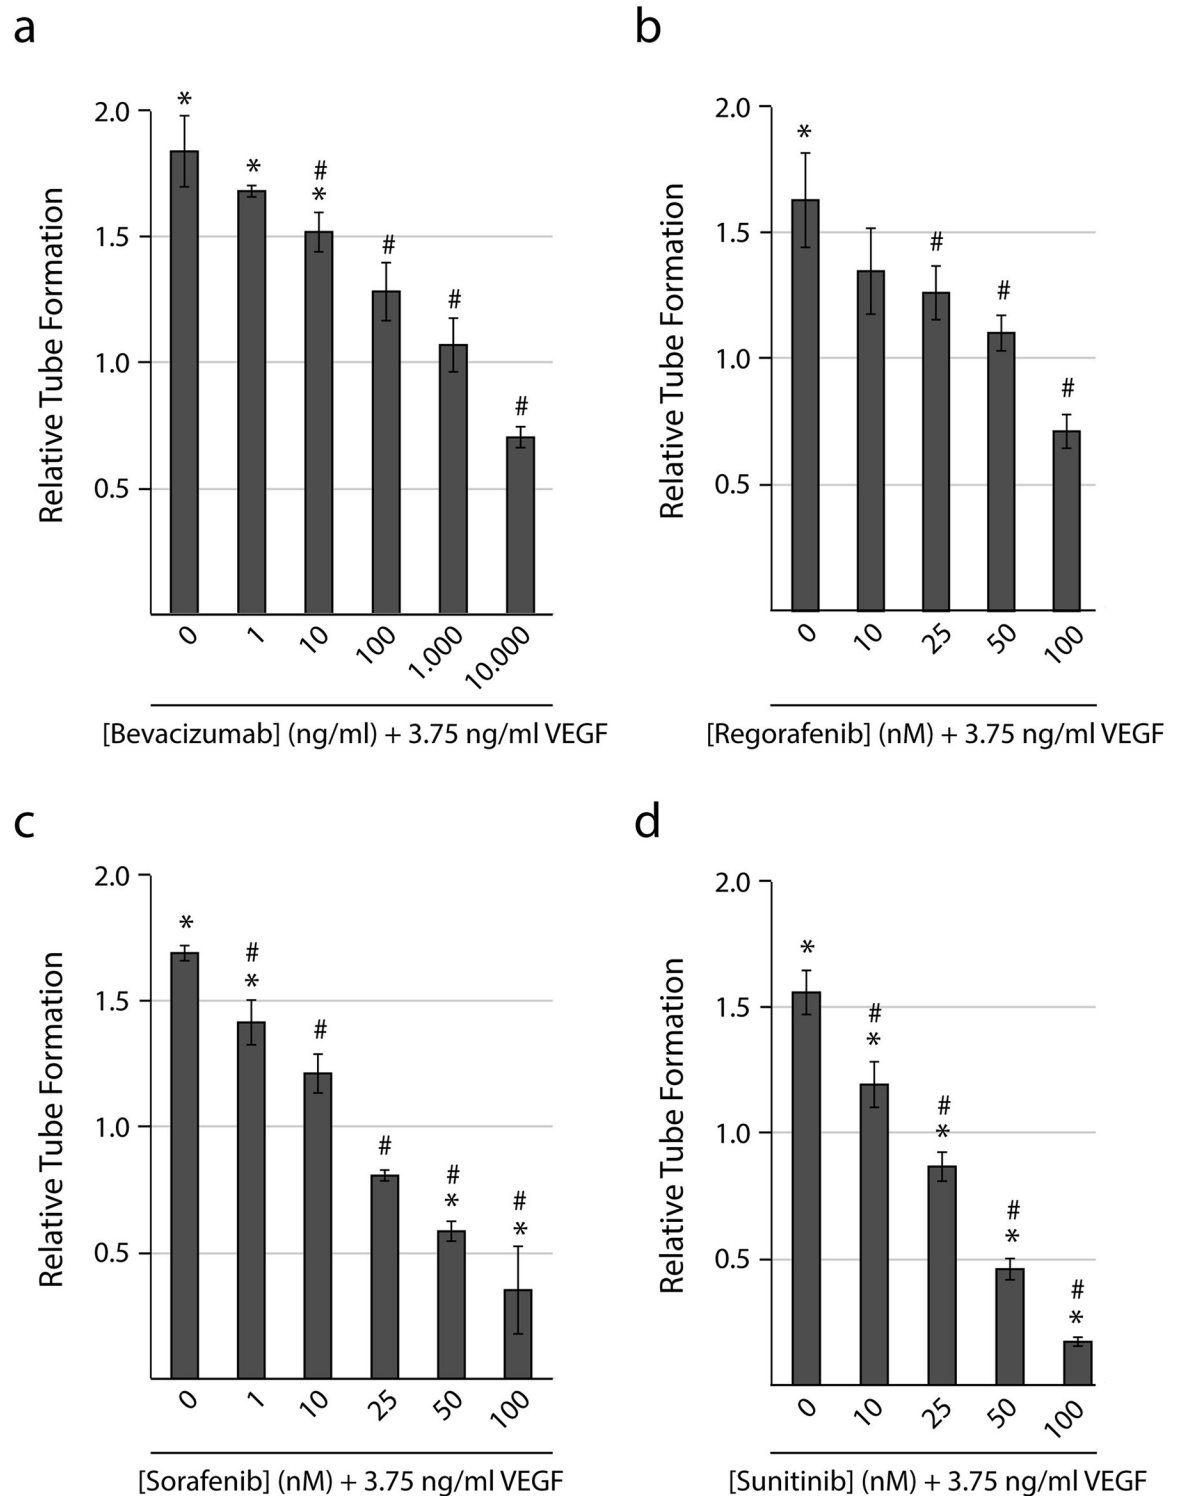 a
2.0
1.5
1.0
0.5
Relative Tube Formation
* * # * # # #
0 1 10 100 1.000 10.000
[Bevacizumab] (ng/ml) + 3.75 ng/ml VEGF
b
2.0
1.5
1.0
0.5
Relative Tube Formation
* # # #
0 10 25 50 100
[Regorafenib] (nM) + 3.75 ng/ml VEGF
c
2.0
1.5
1.0
0.5
Relative Tube Formation
* # * # # # * # *
0 1 10 25 50 100
[Sorafenib] (nM) + 3.75 ng/ml VEGF
d
2.0
1.5
1.0
0.5
Relative Tube Formation
* # * # * # * # *
0 10 25 50 100
[Sunitinib] (nM) + 3.75 ng/ml VEGF